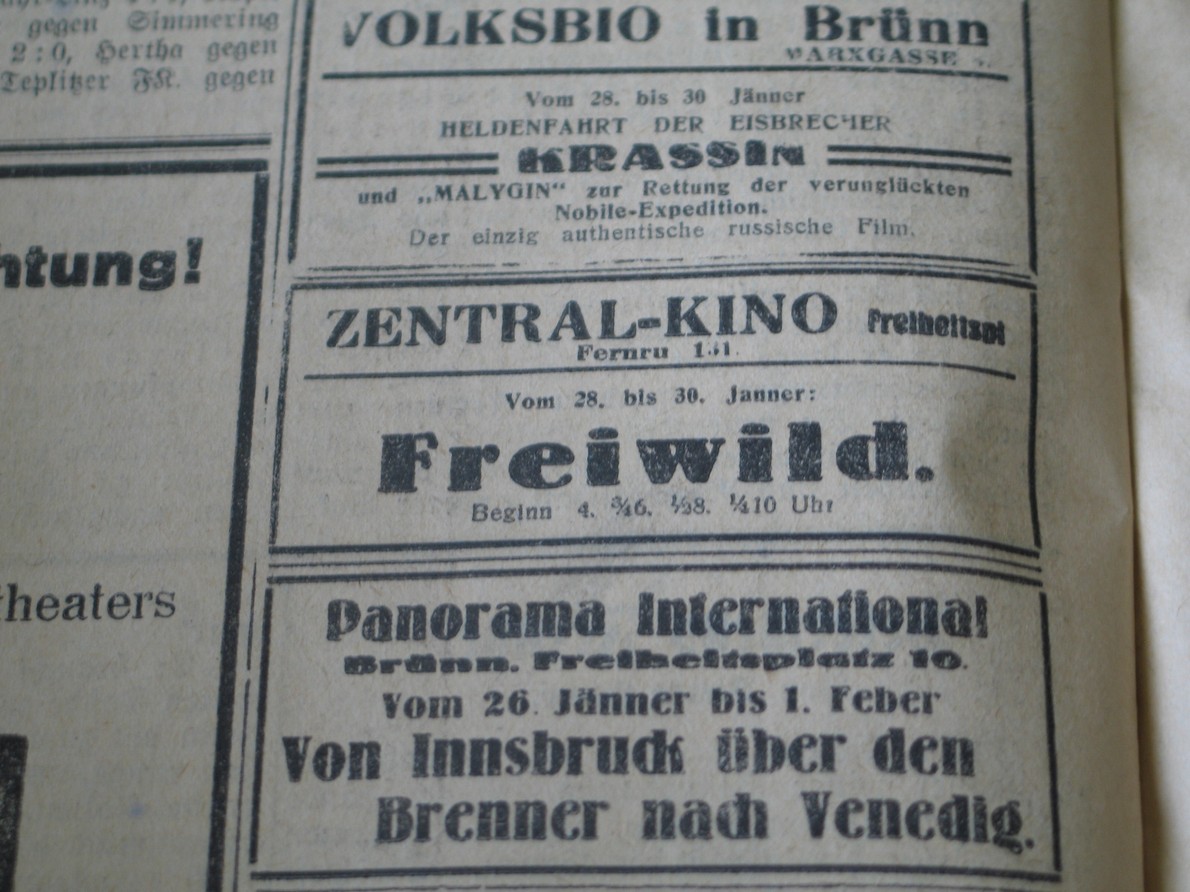 gegen Simmering
2:0, Hertha gegen
Teplitzer FK. gegen
htung!
heaters
VOLKSBIO in Brünn
MARXGASSE
Vom 28. bis 30 Jänner
HELDENFAHRT DER EISBRECHER
KRASSIN
und „MALYGIN“ zur Rettung der verunglückten
Nobile-Expedition.
Der einzig authentische russische Film.
ZENTRAL-KINO Freiheitspl
Fernru
Vom 28. bis 30. Janner:
Freiwild.
Beginn 4, ¾6, ½8, ¼10 Uhr
Panorama International
Brünn, Freiheitsplatz 10.
Vom 26. Jänner bis 1. Feber
Von Innsbruck über den
Brenner nach Venedig.